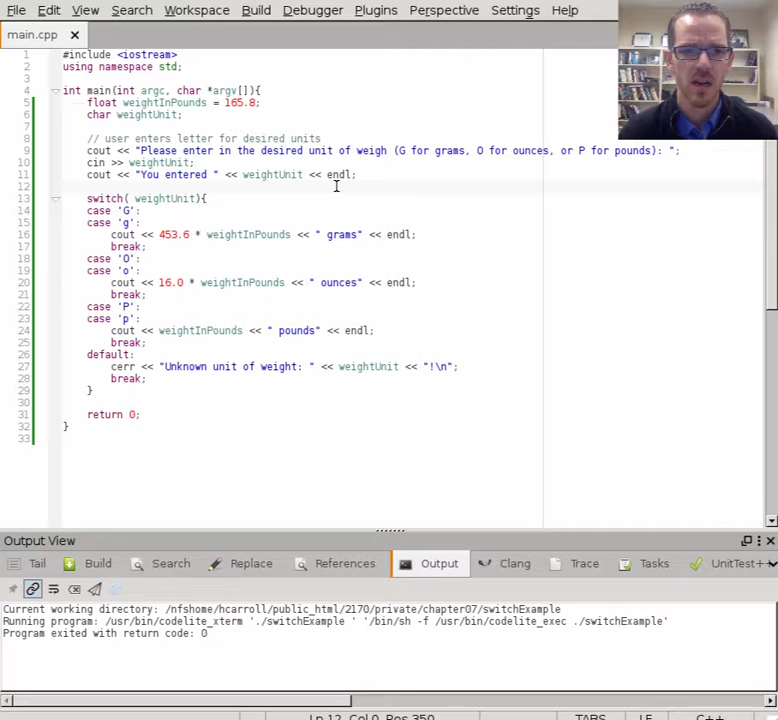 File Edit View Search Workspace Build Debugger Plugins Perspective Settings Help
main.cpp
1 #include <iostream>
2 using namespace std;
3
4 int main(int argc, char *argv[]){
5 float weightInPounds = 165.8;
6 char weightUnit;
7
8 // user enters letter for desired units
9 cout << "Please enter in the desired unit of weigh (G for grams, O for ounces, or P for pounds): ";
10 cin >> weightUnit;
11 cout << "You entered " << weightUnit << endl;
12
13 switch( weightUnit){
14 case 'G':
15 case 'g':
16 cout << 453.6 * weightInPounds << " grams" << endl;
17 break;
18 case 'O':
19 case 'o':
20 cout << 16.0 * weightInPounds << " ounces" << endl;
21 break;
22 case 'P':
23 case 'p':
24 cout << weightInPounds << " pounds" << endl;
25 break;
26 default:
27 cerr << "Unknown unit of weight: " << weightUnit << "!\n";
28 break;
29 }
30
31 return 0;
32 }
33
Output View
Tail Build Search Replace References Output Clang Trace Tasks UnitTest++
Current working directory: /nfshome/hcarroll/public_html/2170/private/chapter07/switchExample
Running program: /usr/bin/codelite_xterm './switchExample ' '/bin/sh -f /usr/bin/codelite_exec ./switchExample'
Program exited with return code: 0
Ln 12, Col 0, Pos 350 TABS LF C++